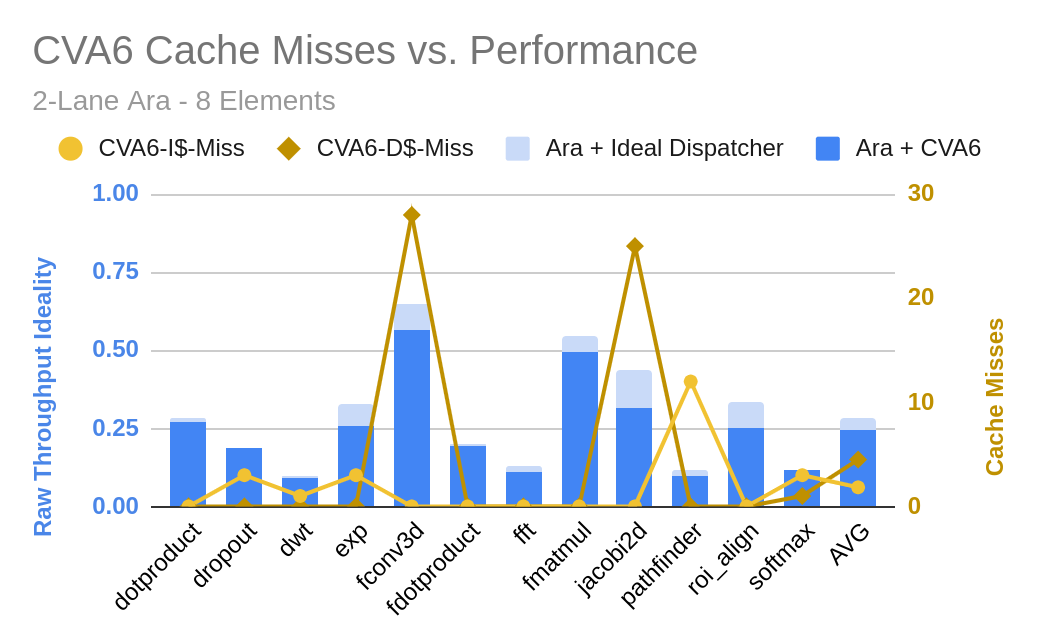 CVA6 Cache Misses vs. Performance
2-Lane Ara - 8 Elements
CVA6-I$-Miss
CVA6-D$-Miss
Ara + Ideal Dispatcher
Ara + CVA6
Raw Throughput Ideality
1.00
0.75
0.50
0.25
0.00
30
20
10
0
Cache Misses
dotproduct
dropout
dwt
exp
fconv3d
fdotproduct
fft
fmatmul
jacobi2d
pathfinder
roi_align
softmax
AVG